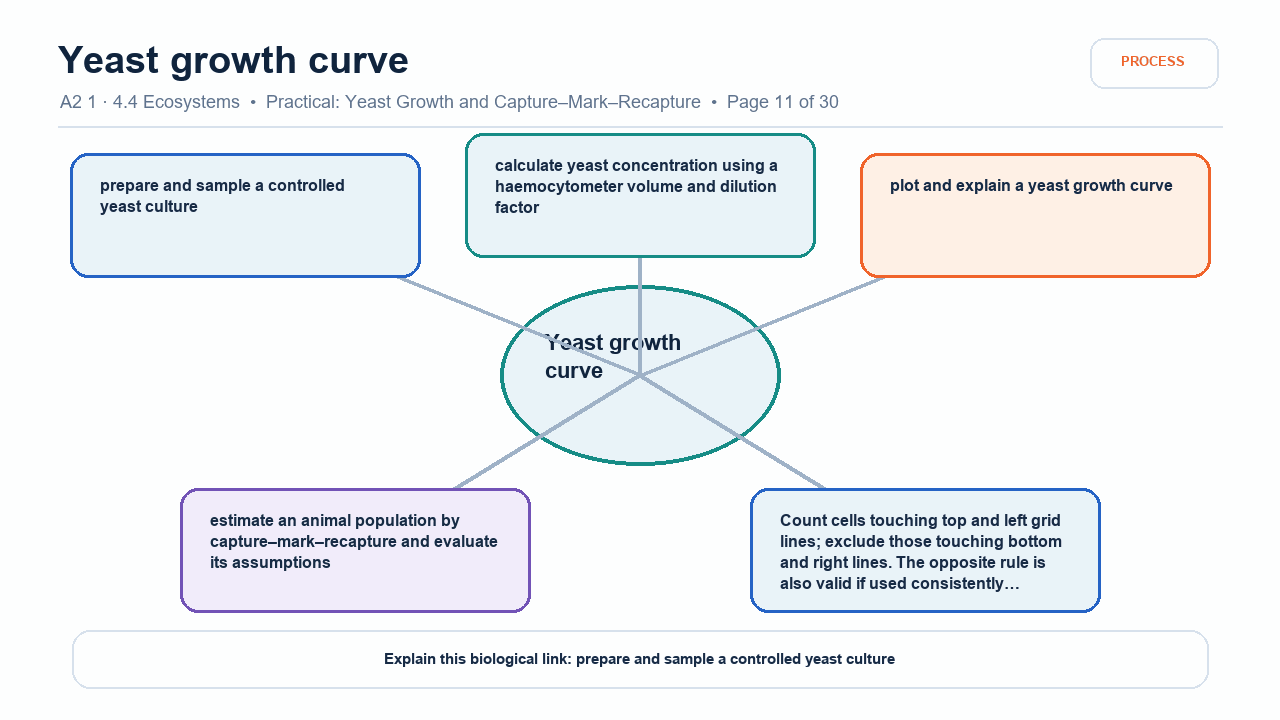 Yeast growth curve
PROCESS
A2 1 · 4.4 Ecosystems • Practical: Yeast Growth and Capture–Mark–Recapture • Page 11 of 30
prepare and sample a controlled
yeast culture
calculate yeast concentration using a
haemocytometer volume and dilution
factor
plot and explain a yeast growth curve
Yeast growth
curve
estimate an animal population by
capture–mark–recapture and evaluate
its assumptions
Count cells touching top and left grid
lines; exclude those touching bottom
and right lines. The opposite rule is
also valid if used consistently…
Explain this biological link: prepare and sample a controlled yeast culture